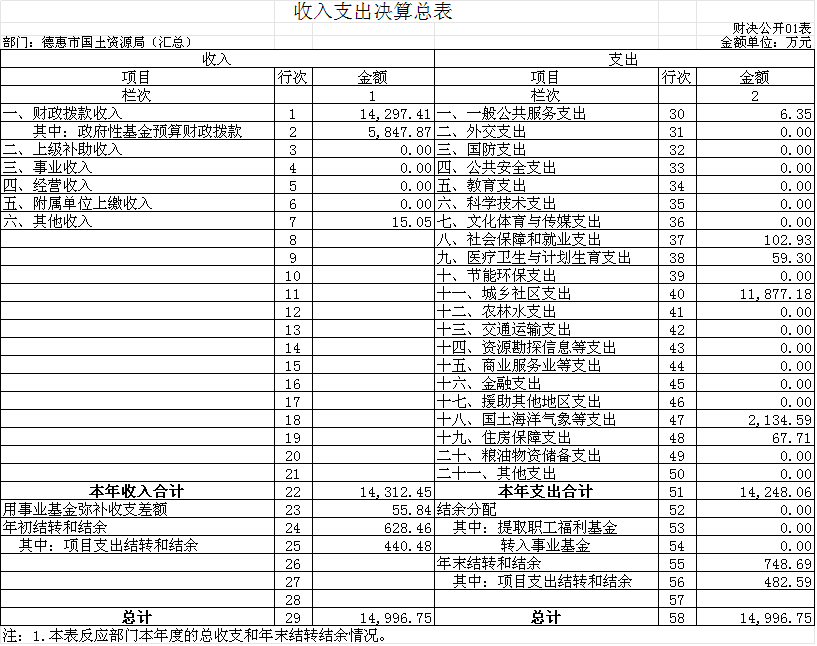 收入支出决算总表
财决公开01表
部门：德惠市国土资源局（汇总） 金额单位：万元
收入 支出
项目 行次 金额 项目 行次 金额
栏次 1 栏次 2
一、财政拨款收入 1 14,297.41 一、一般公共服务支出 30 6.35
其中：政府性基金预算财政拨款 2 5,847.87 二、外交支出 31 0.00
二、上级补助收入 3 0.00 三、国防支出 32 0.00
三、事业收入 4 0.00 四、公共安全支出 33 0.00
四、经营收入 5 0.00 五、教育支出 34 0.00
五、附属单位上缴收入 6 0.00 六、科学技术支出 35 0.00
六、其他收入 7 15.05 七、文化体育与传媒支出 36 0.00
8 八、社会保障和就业支出 37 102.93
9 九、医疗卫生与计划生育支出 38 59.30
10 十、节能环保支出 39 0.00
11 十一、城乡社区支出 40 11,877.18
12 十二、农林水支出 41 0.00
13 十三、交通运输支出 42 0.00
14 十四、资源勘探信息等支出 43 0.00
15 十五、商业服务业等支出 44 0.00
16 十六、金融支出 45 0.00
17 十七、援助其他地区支出 46 0.00
18 十八、国土海洋气象等支出 47 2,134.59
19 十九、住房保障支出 48 67.71
20 二十、粮油物资储备支出 49 0.00
21 二十一、其他支出 50 0.00
本年收入合计 22 14,312.45 本年支出合计 51 14,248.06
用事业基金弥补收支差额 23 55.84 结余分配 52 0.00
年初结转和结余 24 628.46 其中：提取职工福利基金 53 0.00
其中：项目支出结转和结余 25 440.48 转入事业基金 54 0.00
26 年末结转和结余 55 748.69
27 其中：项目支出结转和结余 56 482.59
28 57
总计 29 14,996.75 总计 58 14,996.75
注：1.本表反应部门本年度的总收支和年末结转结余情况。